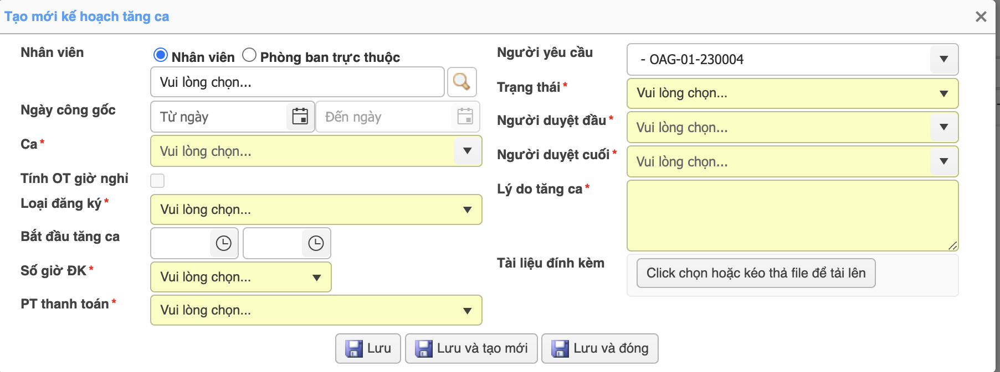 Tạo mới kế hoạch tăng ca
Nhân viên
Nhân viên Phòng ban trực thuộc
Vui lòng chọn...
Ngày công gốc
Từ ngày Đến ngày
Ca*
Vui lòng chọn...
Tính OT giờ nghỉ
Loại đăng ký*
Vui lòng chọn...
Bắt đầu tăng ca
Số giờ ĐK*
Vui lòng chọn...
PT thanh toán*
Vui lòng chọn...
Người yêu cầu
- OAG-01-230004
Trạng thái*
Vui lòng chọn...
Người duyệt đầu*
Vui lòng chọn...
Người duyệt cuối*
Vui lòng chọn...
Lý do tăng ca*
Tài liệu đính kèm
Click chọn hoặc kéo thả file để tải lên
Lưu Lưu và tạo mới Lưu và đóng